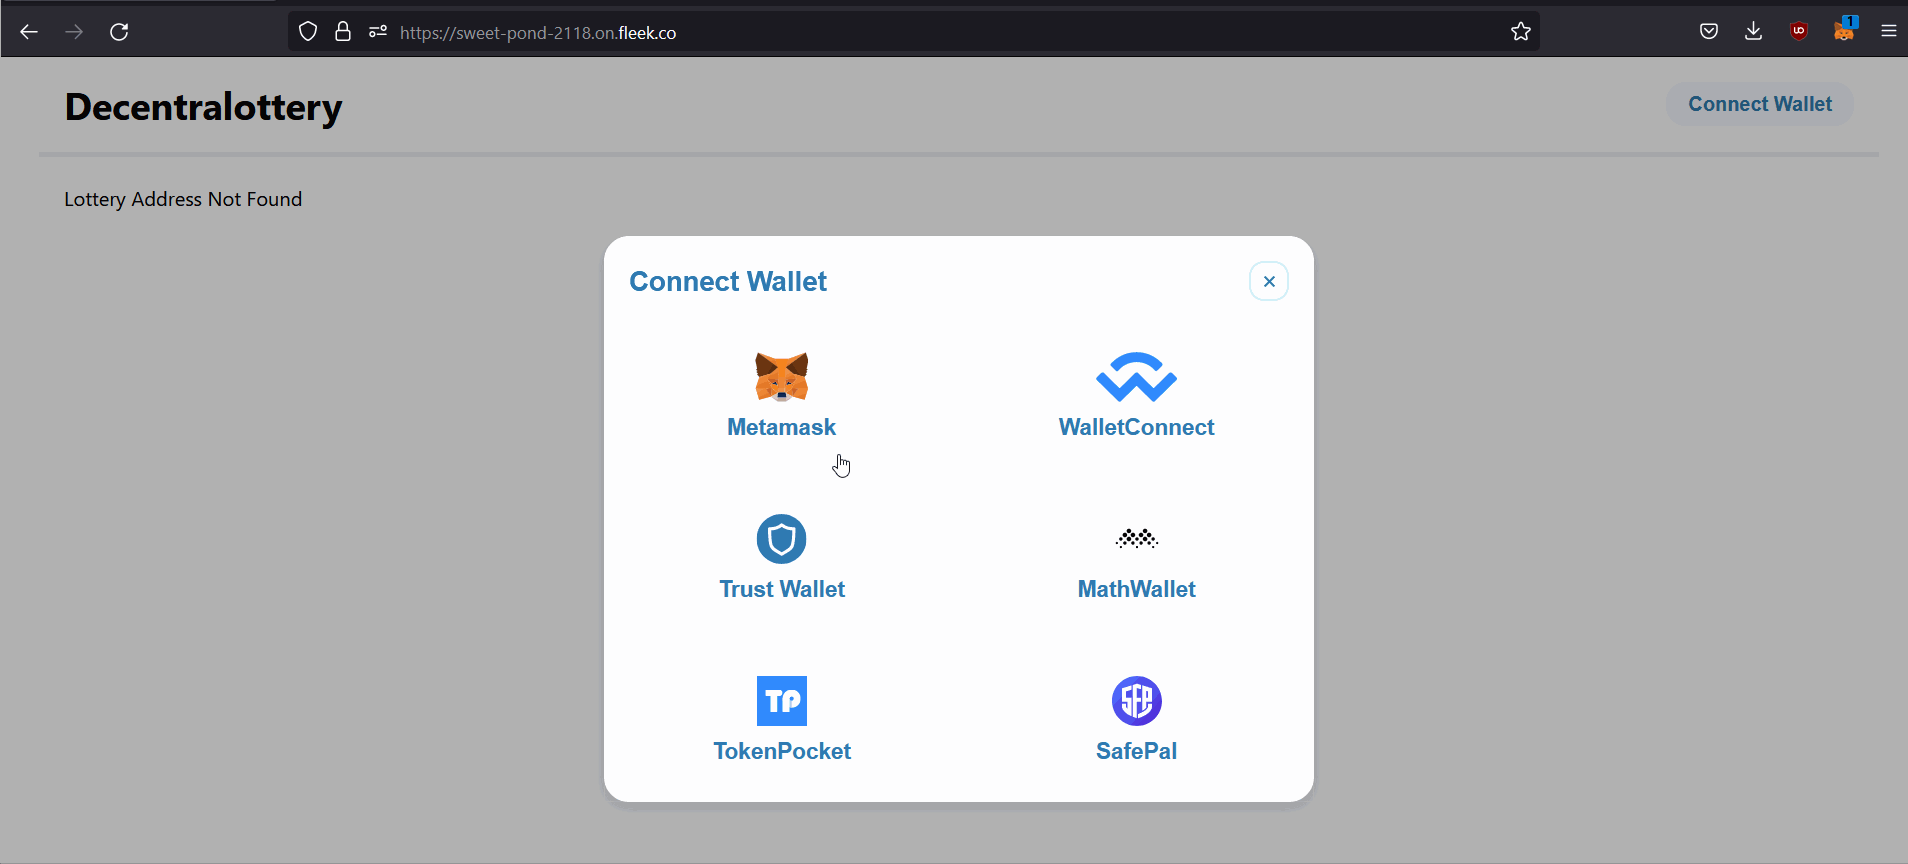 https://sweet-pond-2118.on.fleek.co
1
Decentralottery
Connect Wallet
Lottery Address Not Found
Connect Wallet
Metamask
WalletConnect
Trust Wallet
MathWallet
TP
SFP
TokenPocket
SafePal